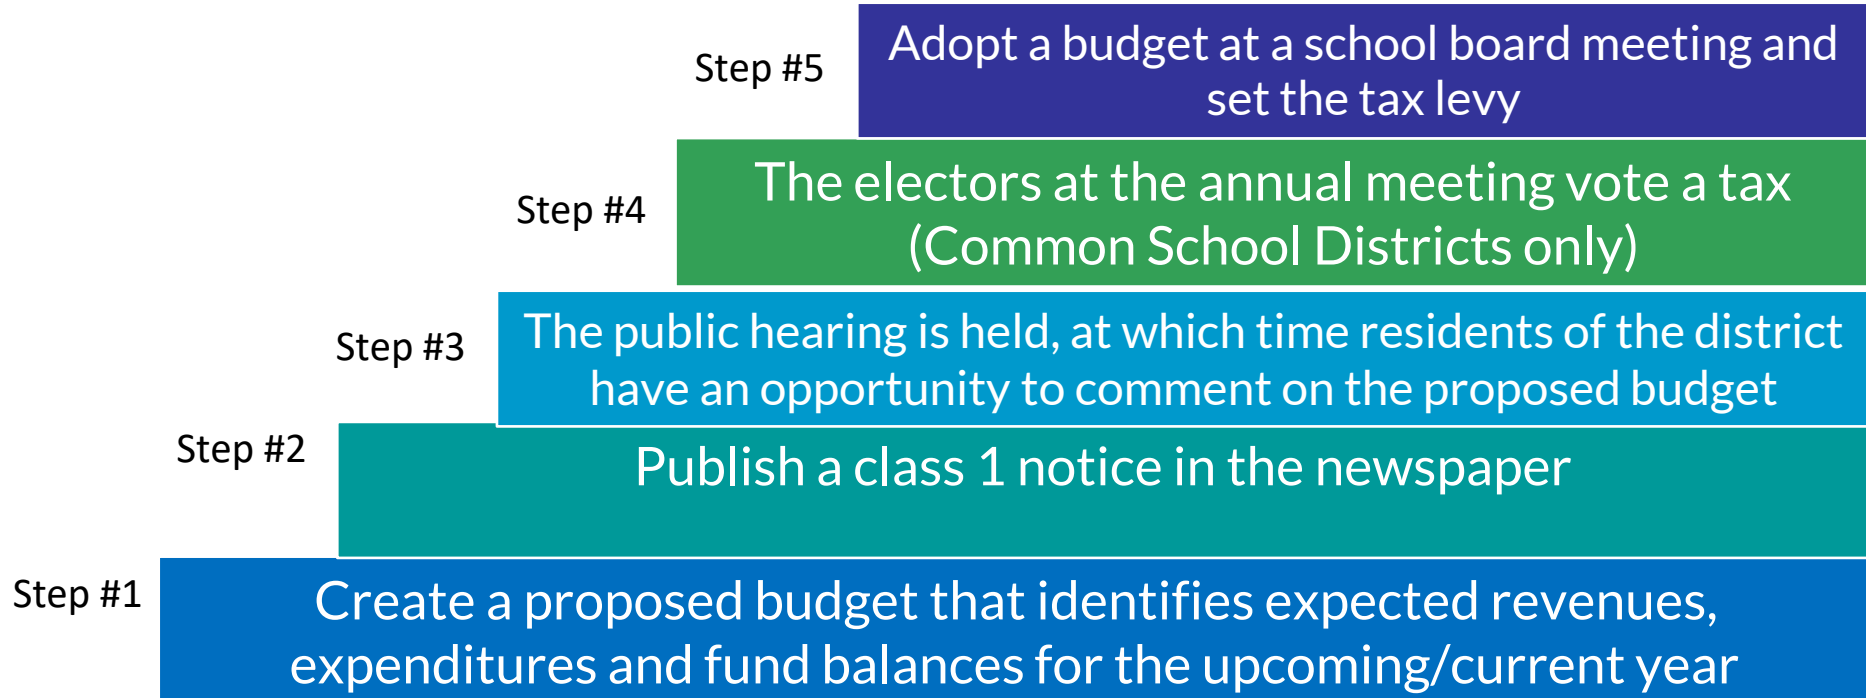 Step #5
Adopt a budget at a school board meeting and
set the tax levy
Step #4
The electors at the annual meeting vote a tax
(Common School Districts only)
Step #3
The public hearing is held, at which time residents of the district
have an opportunity to comment on the proposed budget
Step #2
Publish a class 1 notice in the newspaper
Step #1
Create a proposed budget that identifies expected revenues,
expenditures and fund balances for the upcoming/current year